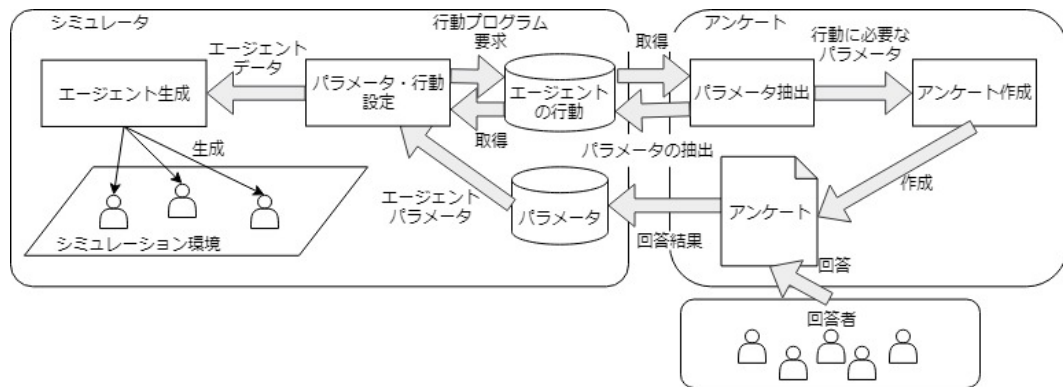 シミュレータ
エージェント
データ
エージェント生成
パラメータ・行動
設定
行動プログラム
要求
取得
エージェント
の行動
生成
シミュレーション環境
エージェント
パラメータ
パラメータ
アンケート
取得
パラメータ抽出
行動に必要な
パラメータ
アンケート作成
パラメータの抽出
作成
アンケート
回答結果
回答
回答者